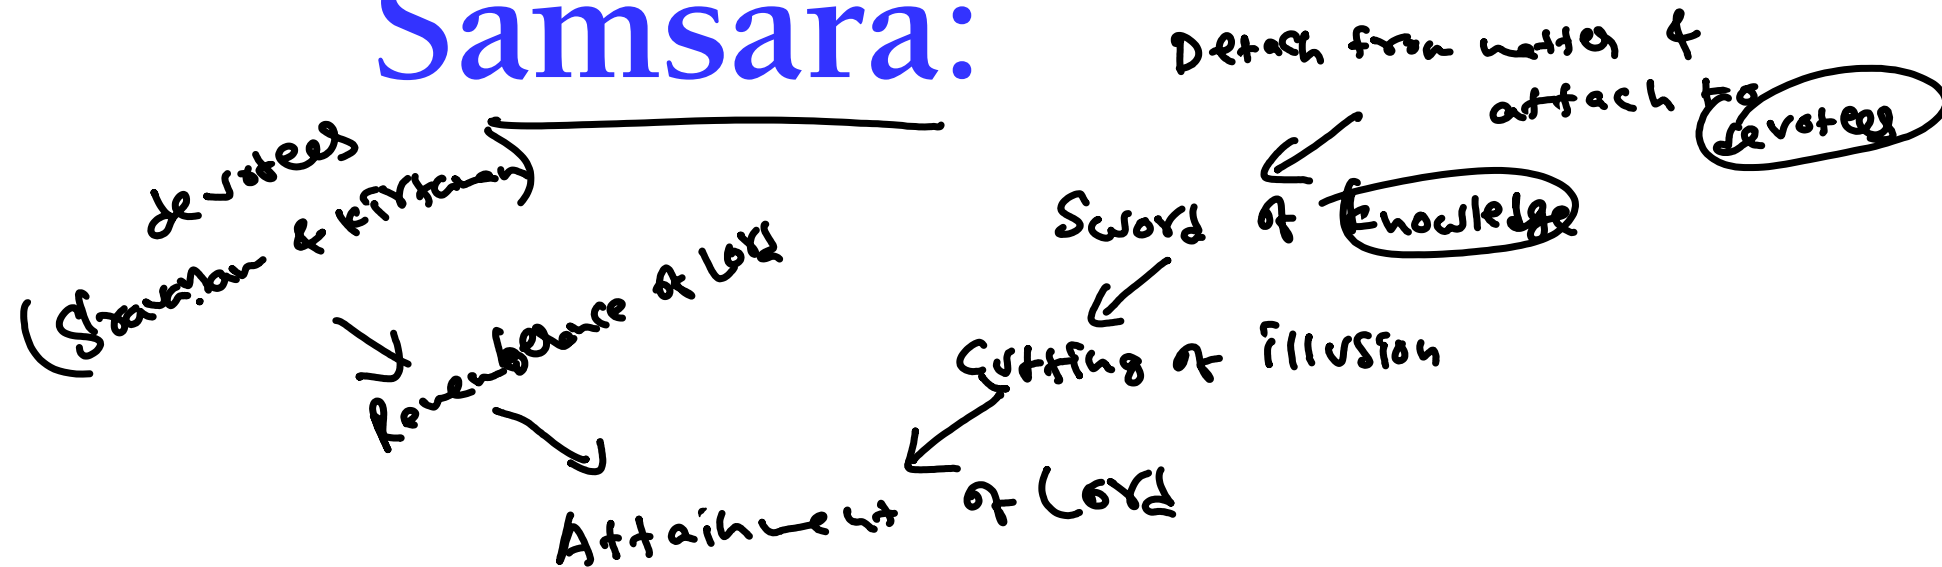 Samsara:
Detach from matter &
attach to
devotees
devotees
(Sravanam & kirtanam)
Sword of knowledge
Remembrance of Lord
Cutting of illusion
Attainment of Lord